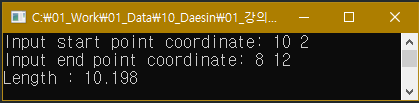 C:₩01_Work₩01_Data₩10_Daesin₩01_강의
Input start point coordinate: 10 2
Input end point coordinate: 8 12
Length : 10.198